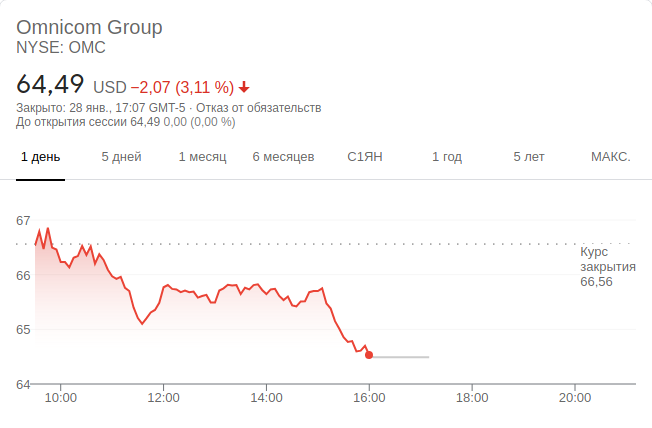 Omnicom Group
NYSE: OMC
64,49 USD −2,07 (3,11 %)
Закрыто: 28 янв., 17:07 GMT-5 · Отказ от обязательств
До открытия сессии 64,49 0,00 (0,00 %)
1 день 5 дней 1 месяц 6 месяцев С1ЯН 1 год 5 лет МАКС.
67
66
65
64
Курс
закрытия
66,56
10:00 12:00 14:00 16:00 18:00 20:00